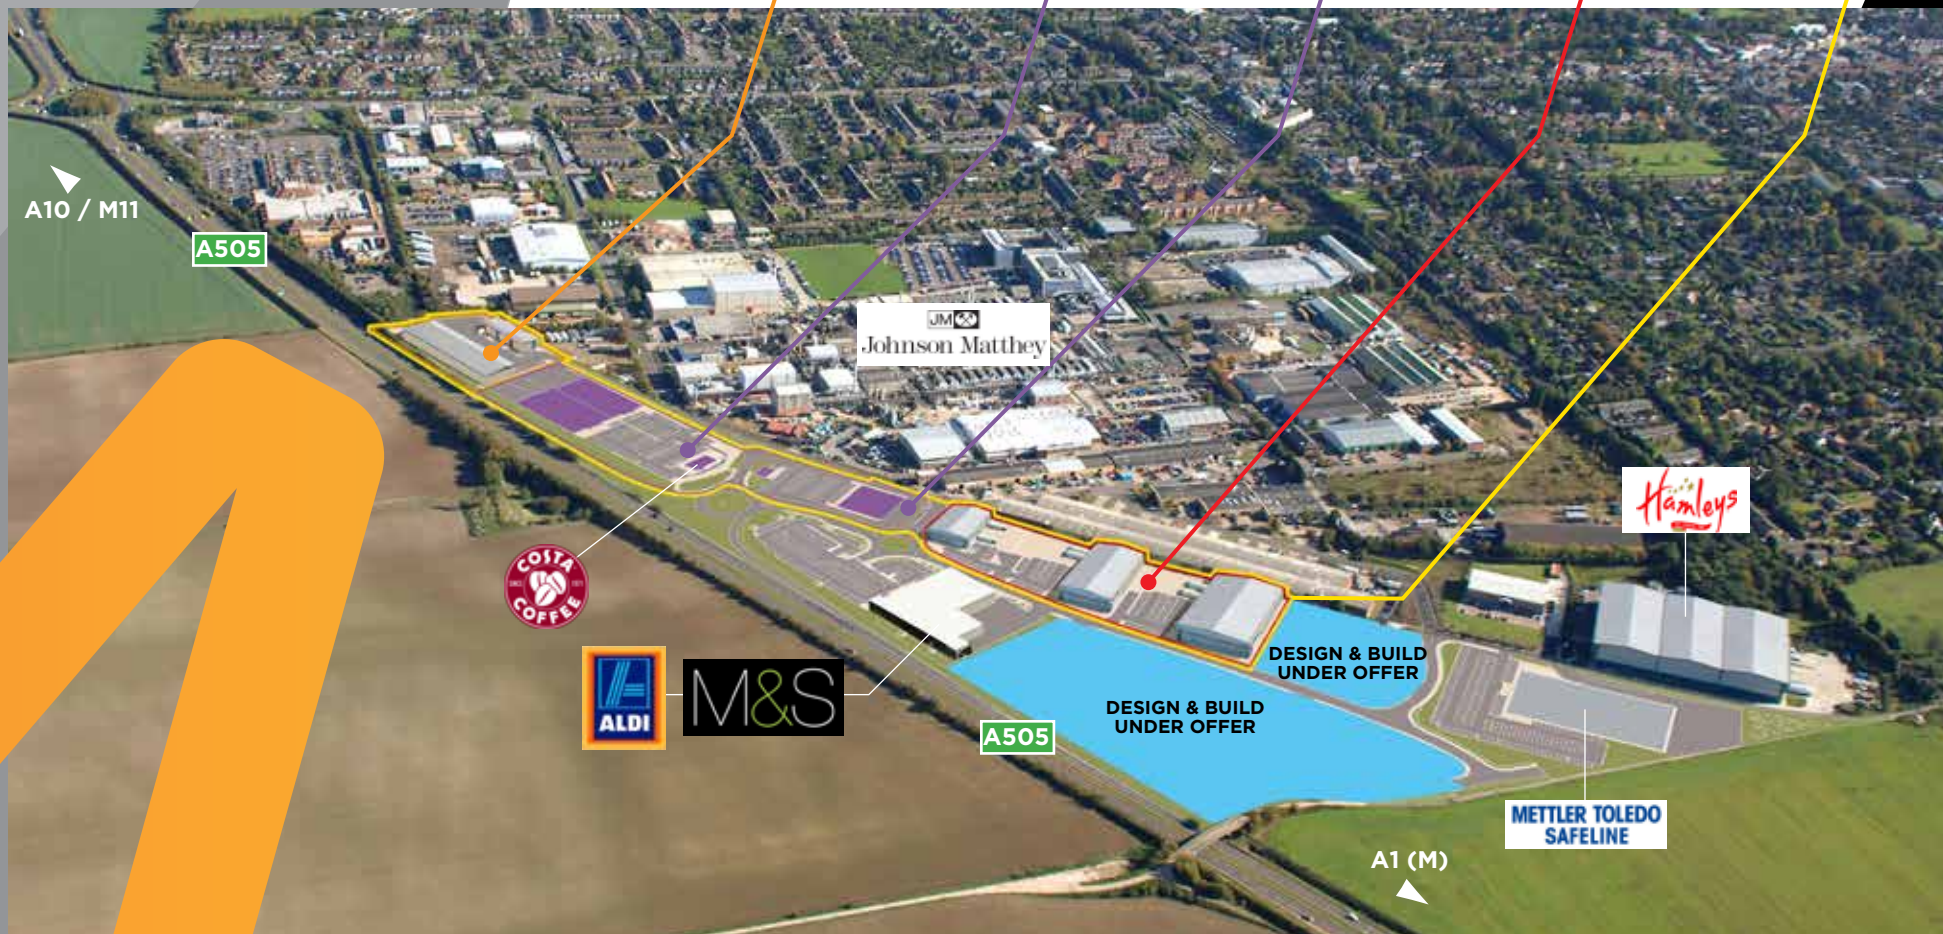 A10 / M11
A505
JM
Johnson Matthey
Hamleys
COSTA
COFFEE
ALDI
M&S
DESIGN & BUILD
UNDER OFFER
DESIGN & BUILD
UNDER OFFER
A505
METTLER TOLEDO
SAFELINE
A1 (M)